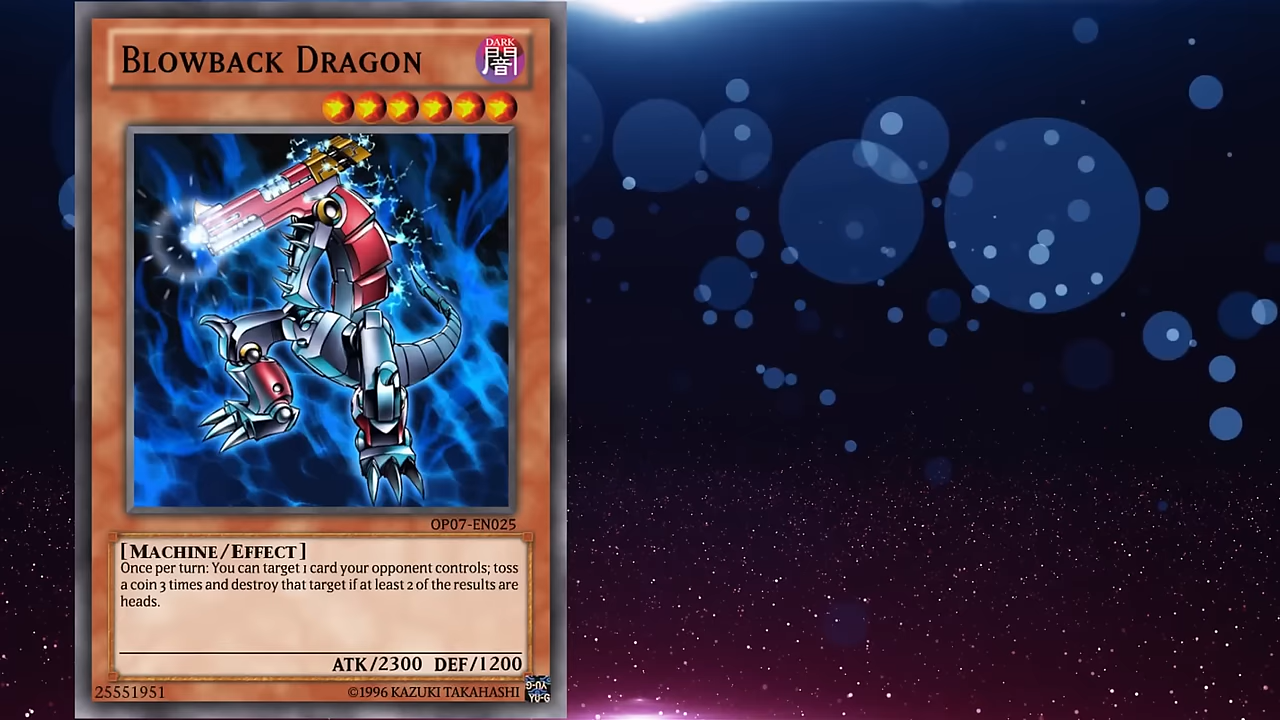 BLOWBACK DRAGON
DARK
闇
OP07-EN025
[MACHINE/EFFECT]
Once per turn: You can target 1 card your opponent controls; toss
a coin 3 times and destroy that target if at least 2 of the results are
heads.
ATK/2300 DEF/1200
25551951
©1996 KAZUKI TAKAHASHI